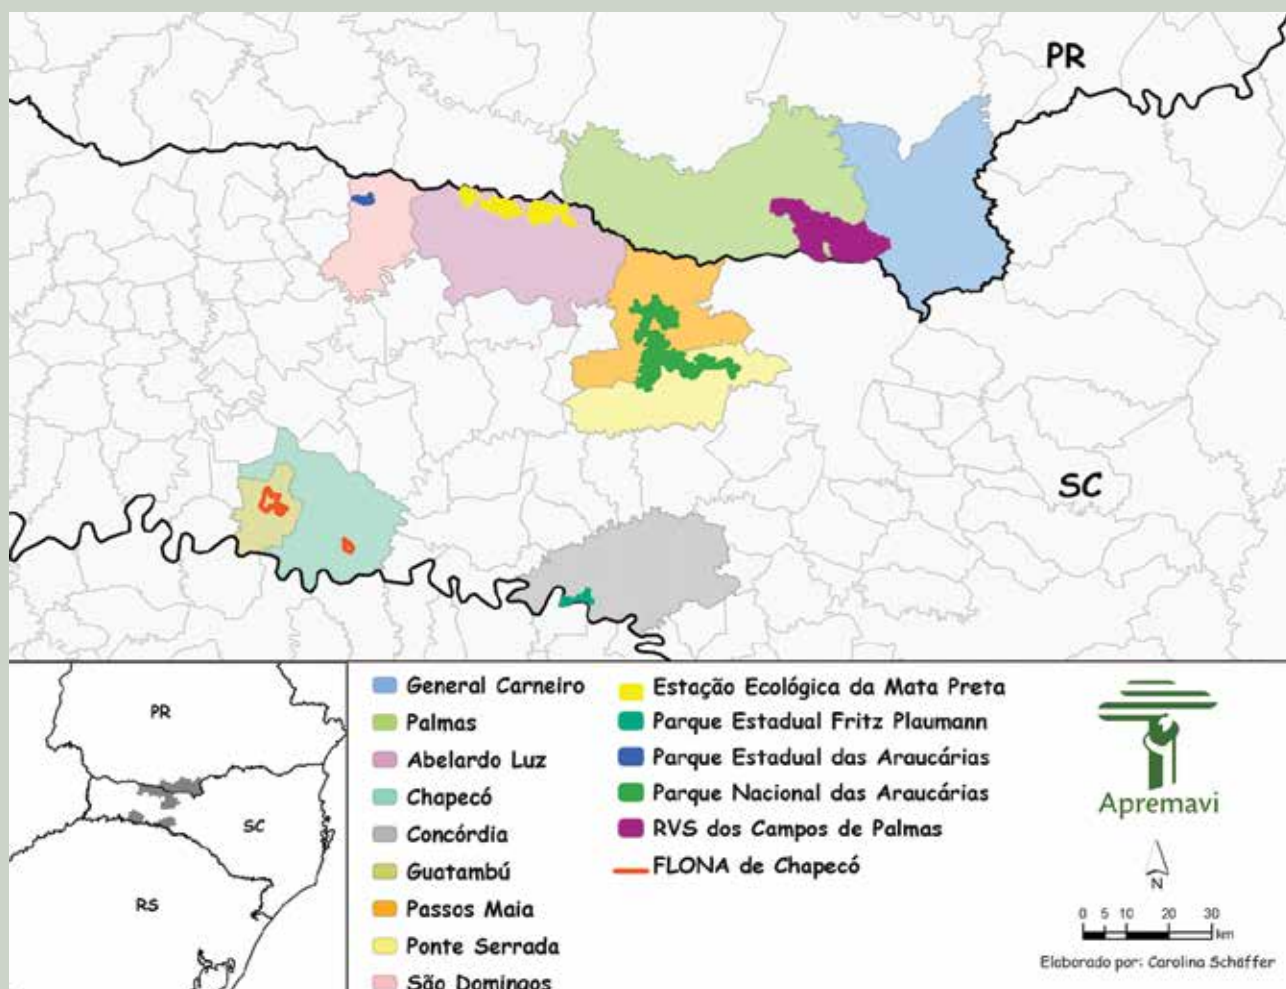 PR
SC
PR
SC
RS
General Carneiro
Palmas
Abelardo Luz
Chapecó
Concórdia
Guatambú
Passos Maia
Ponte Serrada
São Domingos
Estação Ecológica da Mata Preta
Parque Estadual Fritz Plaumann
Parque Estadual das Araucárias
Parque Nacional das Araucárias
RVS dos Campos de Palmas
FLONA de Chapecó
Apremavi
N
0 5 10 20 30
km
Elaborado por: Carolina Schäffer